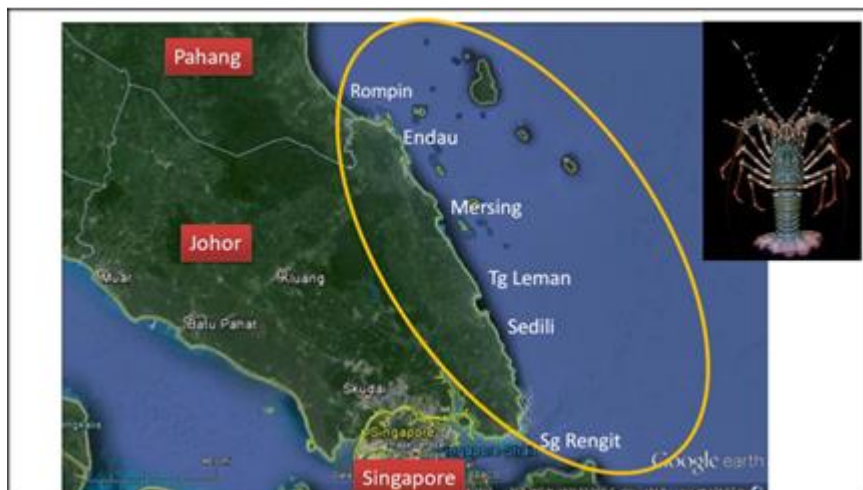 Pahang
Rompin
Endau
Mersing
Johor
Muar
Kluang
Tg Leman
Batu Pahat
Sedili
Skudai
Singapore
Sg Rengit
Google earth
Singapore